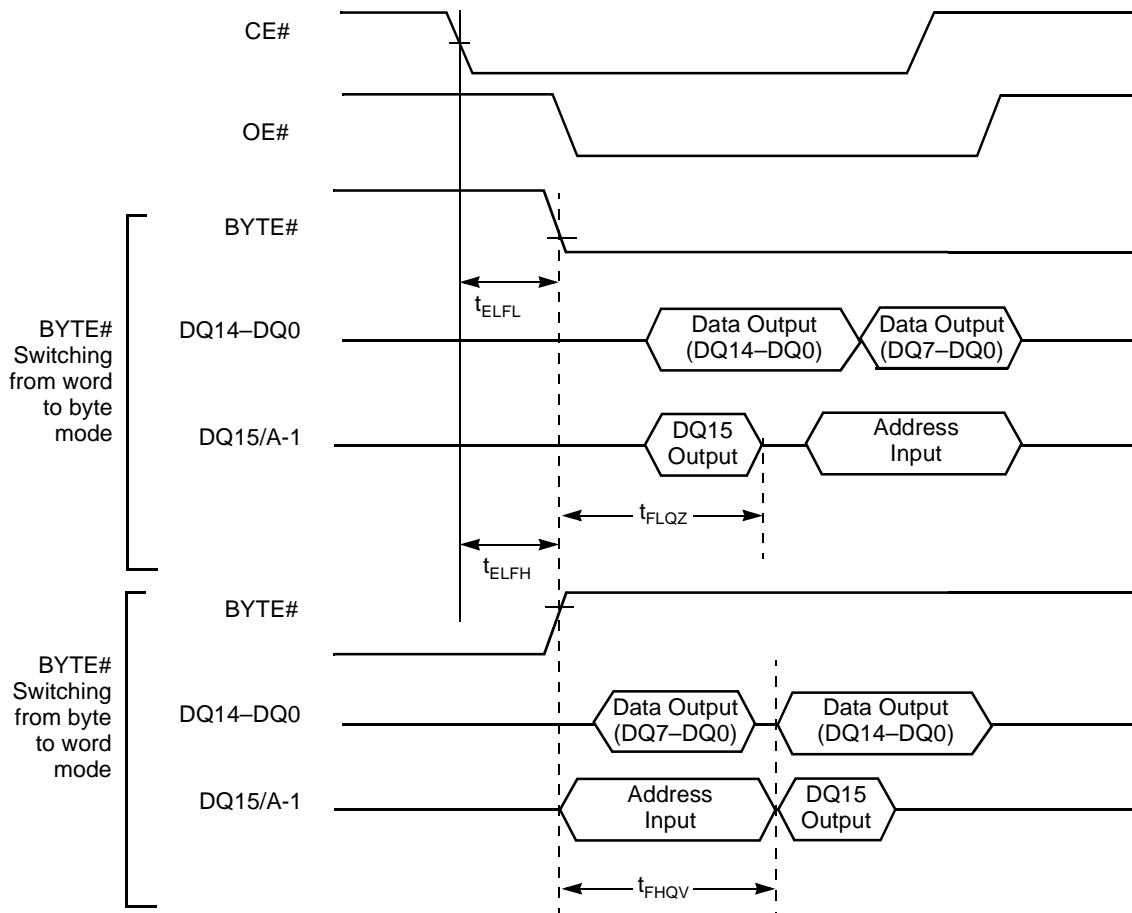 CE#
OE#
BYTE#
tELFL
BYTE#
Switching
from word
to byte
mode
DQ14–DQ0
Data Output
(DQ14–DQ0)
Data Output
(DQ7–DQ0)
DQ15/A-1
DQ15
Output
Address
Input
tFLQZ
tELFH
BYTE#
BYTE#
Switching
from byte
to word
mode
DQ14–DQ0
Data Output
(DQ7–DQ0)
Data Output
(DQ14–DQ0)
DQ15/A-1
Address
Input
DQ15
Output
tFHQV